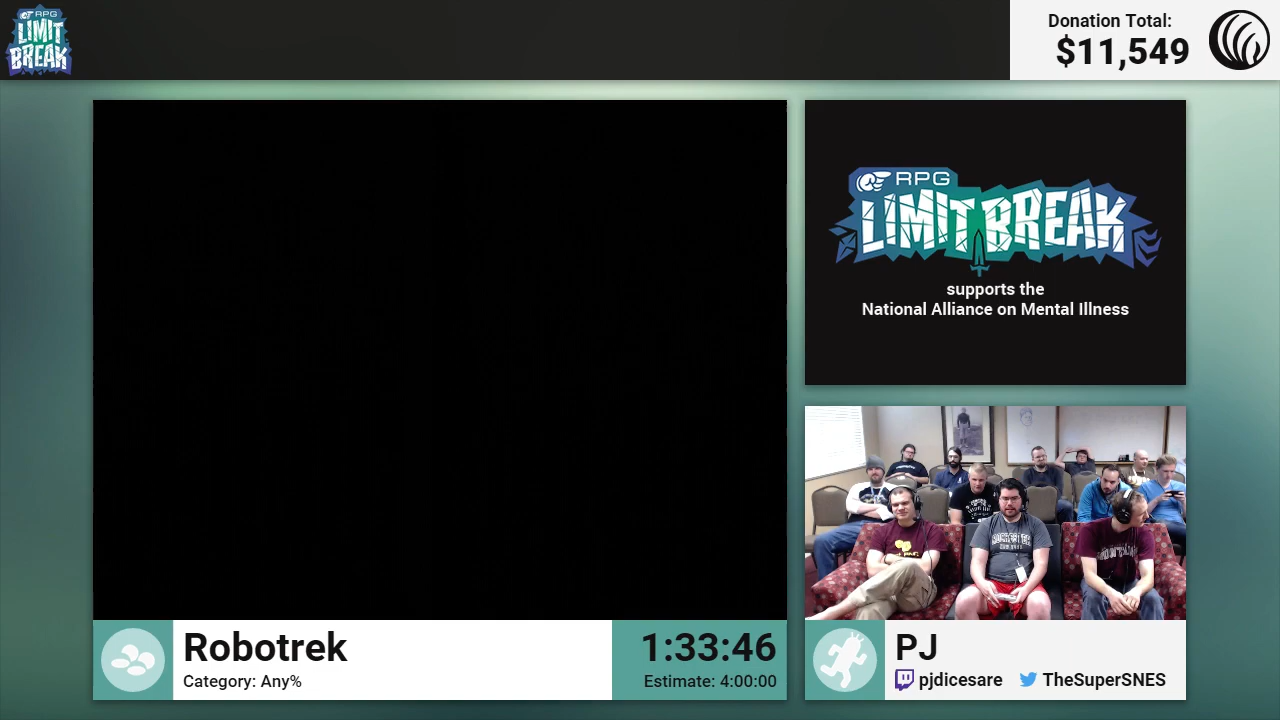 RPG
LIMIT
BREAK
Donation Total:
$11,549
RPG
LIMIT BREAK
supports the
National Alliance on Mental Illness
Robotrek
Category: Any%
1:33:46
Estimate: 4:00:00
PJ
pjdicesare
TheSuperSNES